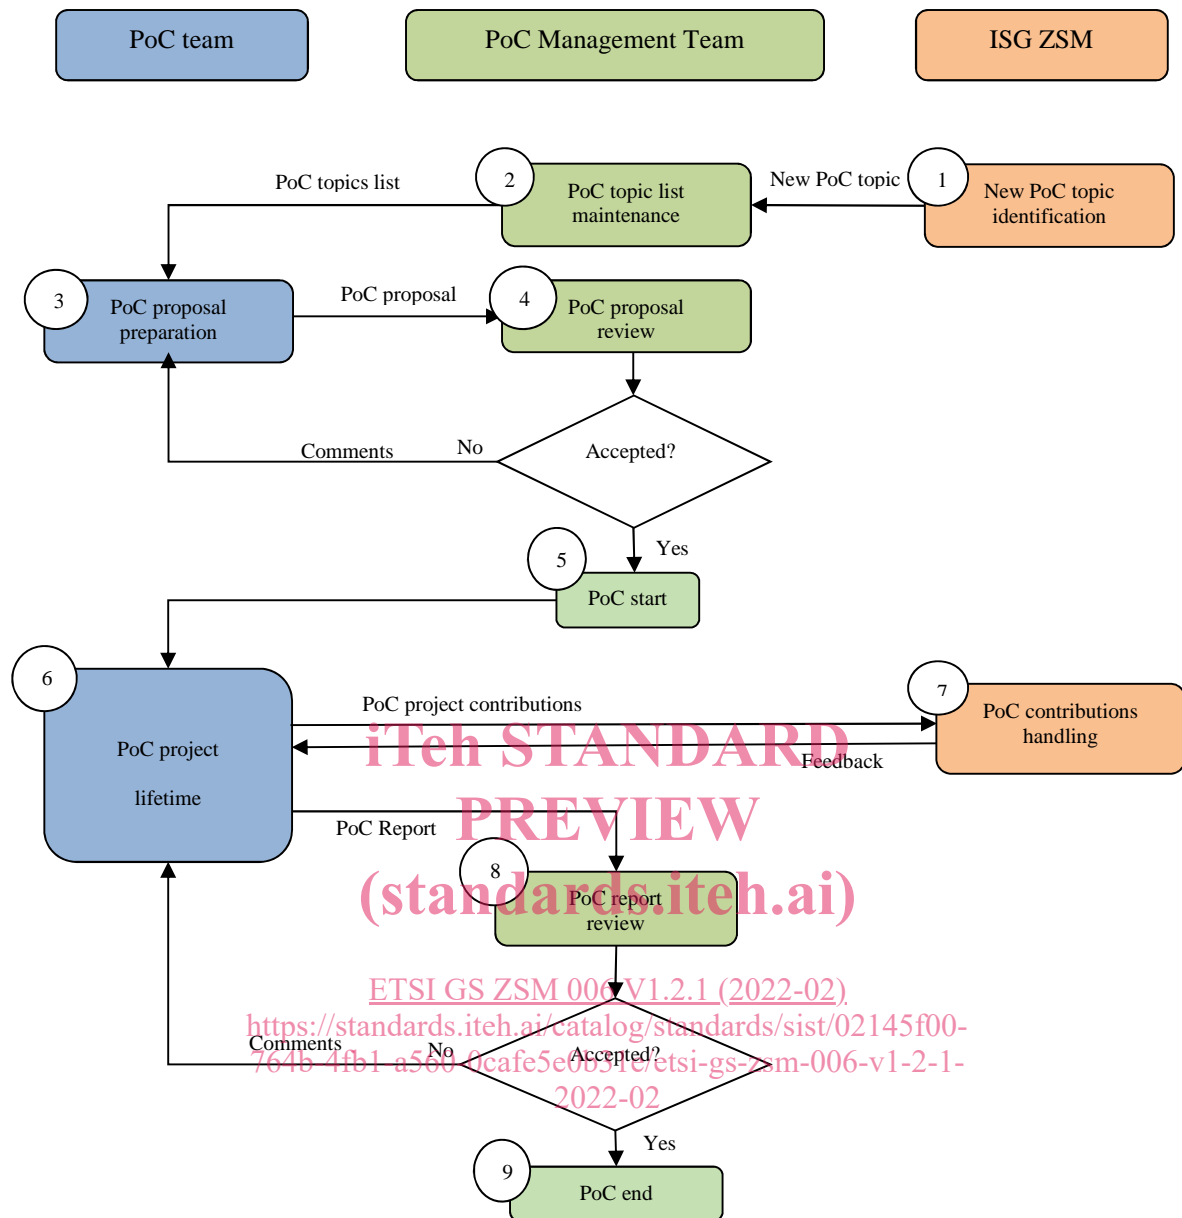 PoC team
PoC Management Team
ISG ZSM
1
New PoC topic
identification
New PoC topic
2
PoC topic list
maintenance
PoC topics list
3
PoC proposal
preparation
PoC proposal
4
PoC proposal
review
Accepted?
No
Comments
Yes
5
PoC start
6
PoC project
lifetime
PoC project contributions
7
PoC contributions
handling
Feedback
iTeh STANDARD
PREVIEW
(standards.iteh.ai)
PoC Report
8
PoC report
review
ETSI GS ZSM 006 V1.2.1 (2022-02)
https://standards.iteh.ai/catalog/standards/sist/02145f00-
764b-4fb1-a560-0cafe5e0b31e/etsi-gs-zsm-006-v1-2-1-
2022-02
Accepted?
No
Comments
Yes
9
PoC end